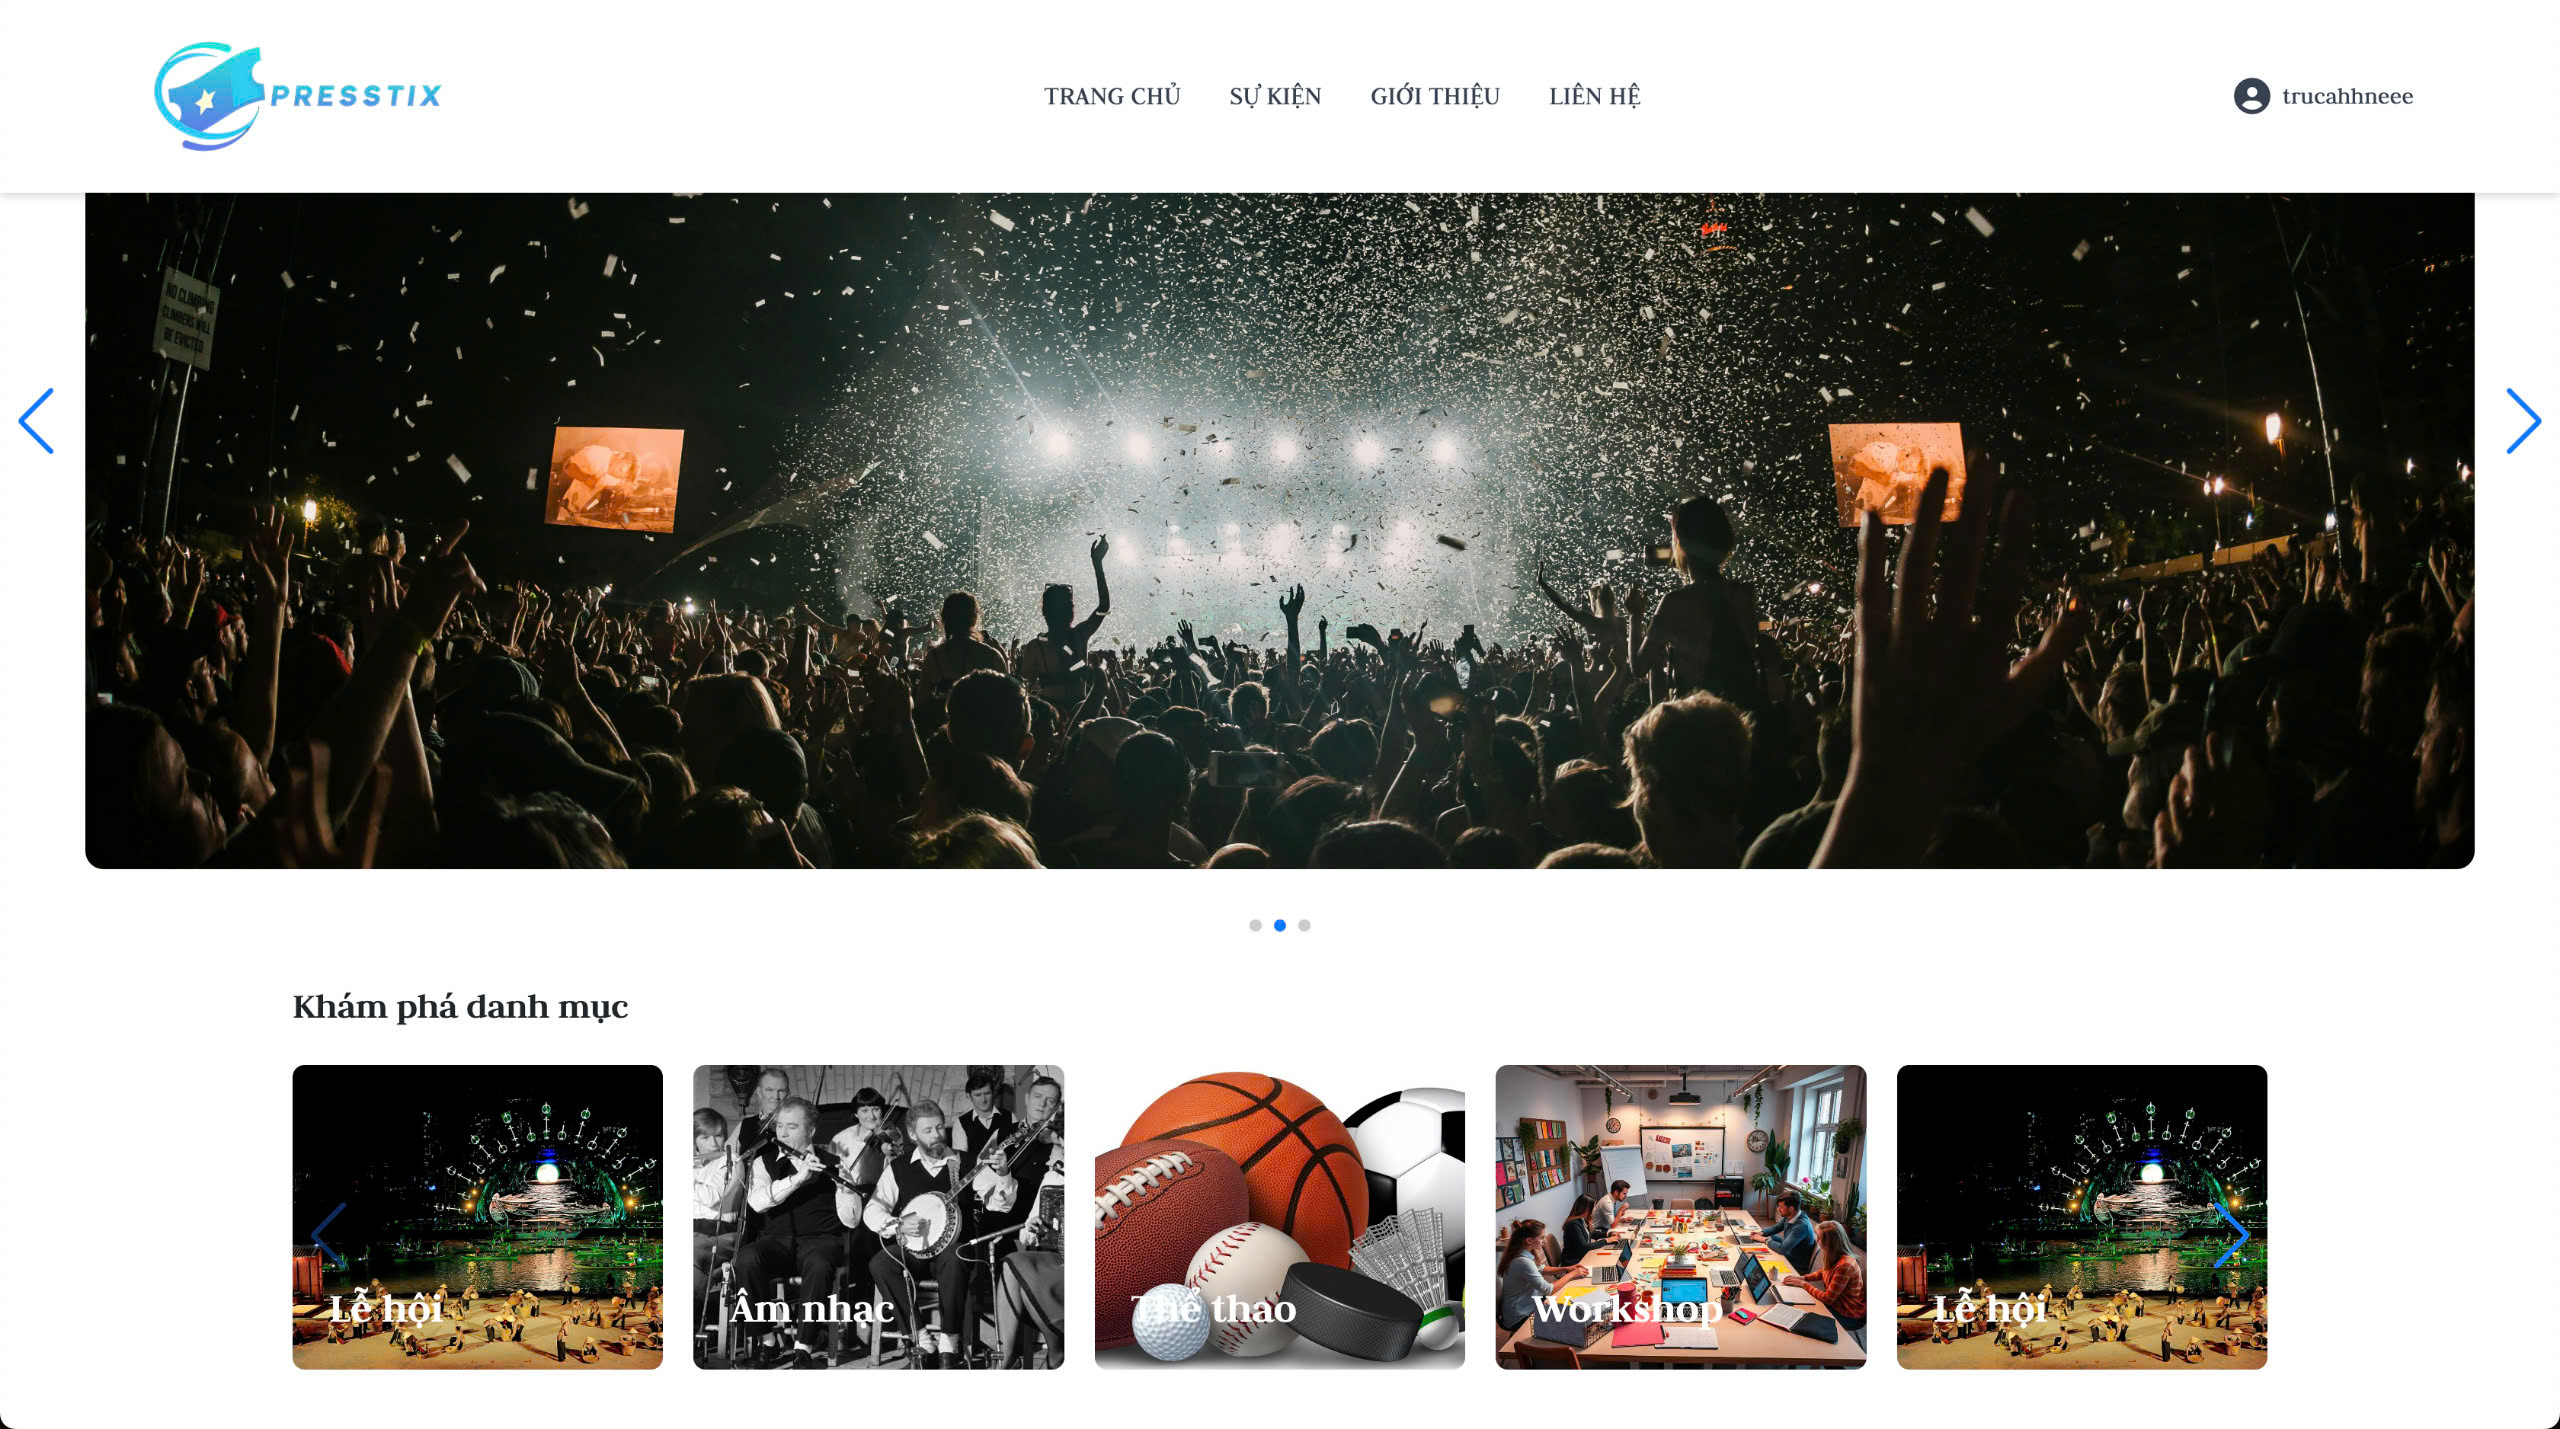 PRESSTIX
TRANG CHỦ
SỰ KIỆN
GIỚI THIỆU
LIÊN HỆ
trucahhneee
NO CLIMBING
CLIMBERS WILL
BE EVICTED
Khám phá danh mục
Lễ hội
Âm nhạc
Thể thao
Workshop
Lễ hội